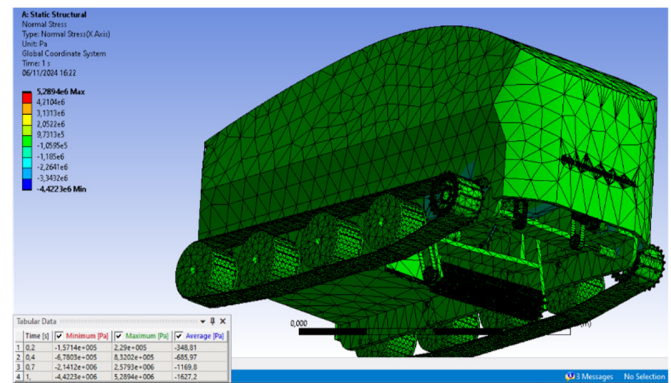 A: Static Structural
Normal Stress
Type: Normal Stress(X Axis)
Unit: Pa
Global Coordinate System
Time: 1 s
06/11/2024 16:22
5,2894e6 Max
4,2104e6
3,1313e6
2,0522e6
9,7313e5
-1,0595e5
-1,185e6
-2,2641e6
-3,3432e6
-4,4223e6 Min
0,000
Tabular Data
Time [s] Minimum [Pa] Maximum [Pa] Average [Pa]
1 0,2 -1,5714e+005 2,29e+005 -348,81
2 0,4 -6,7803e+005 8,3202e+005 -685,97
3 0,7 -2,1412e+006 2,5793e+006 -1169,8
4 1, -4,4223e+006 5,2894e+006 -1627,2
3 Messages No Selection